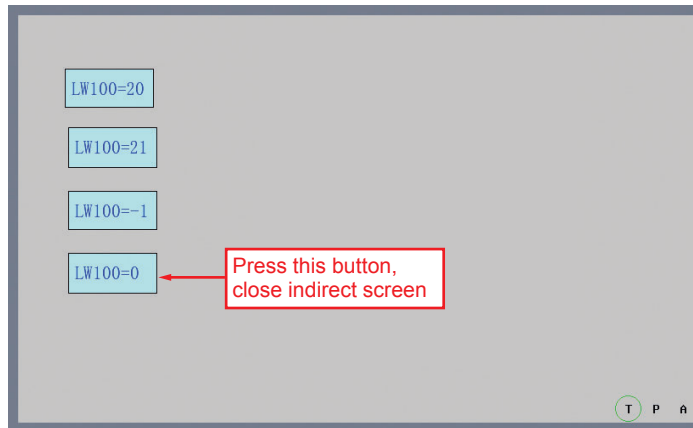 LW100=20
LW100=21
LW100=-1
LW100=0
Press this button,
close indirect screen
T P A